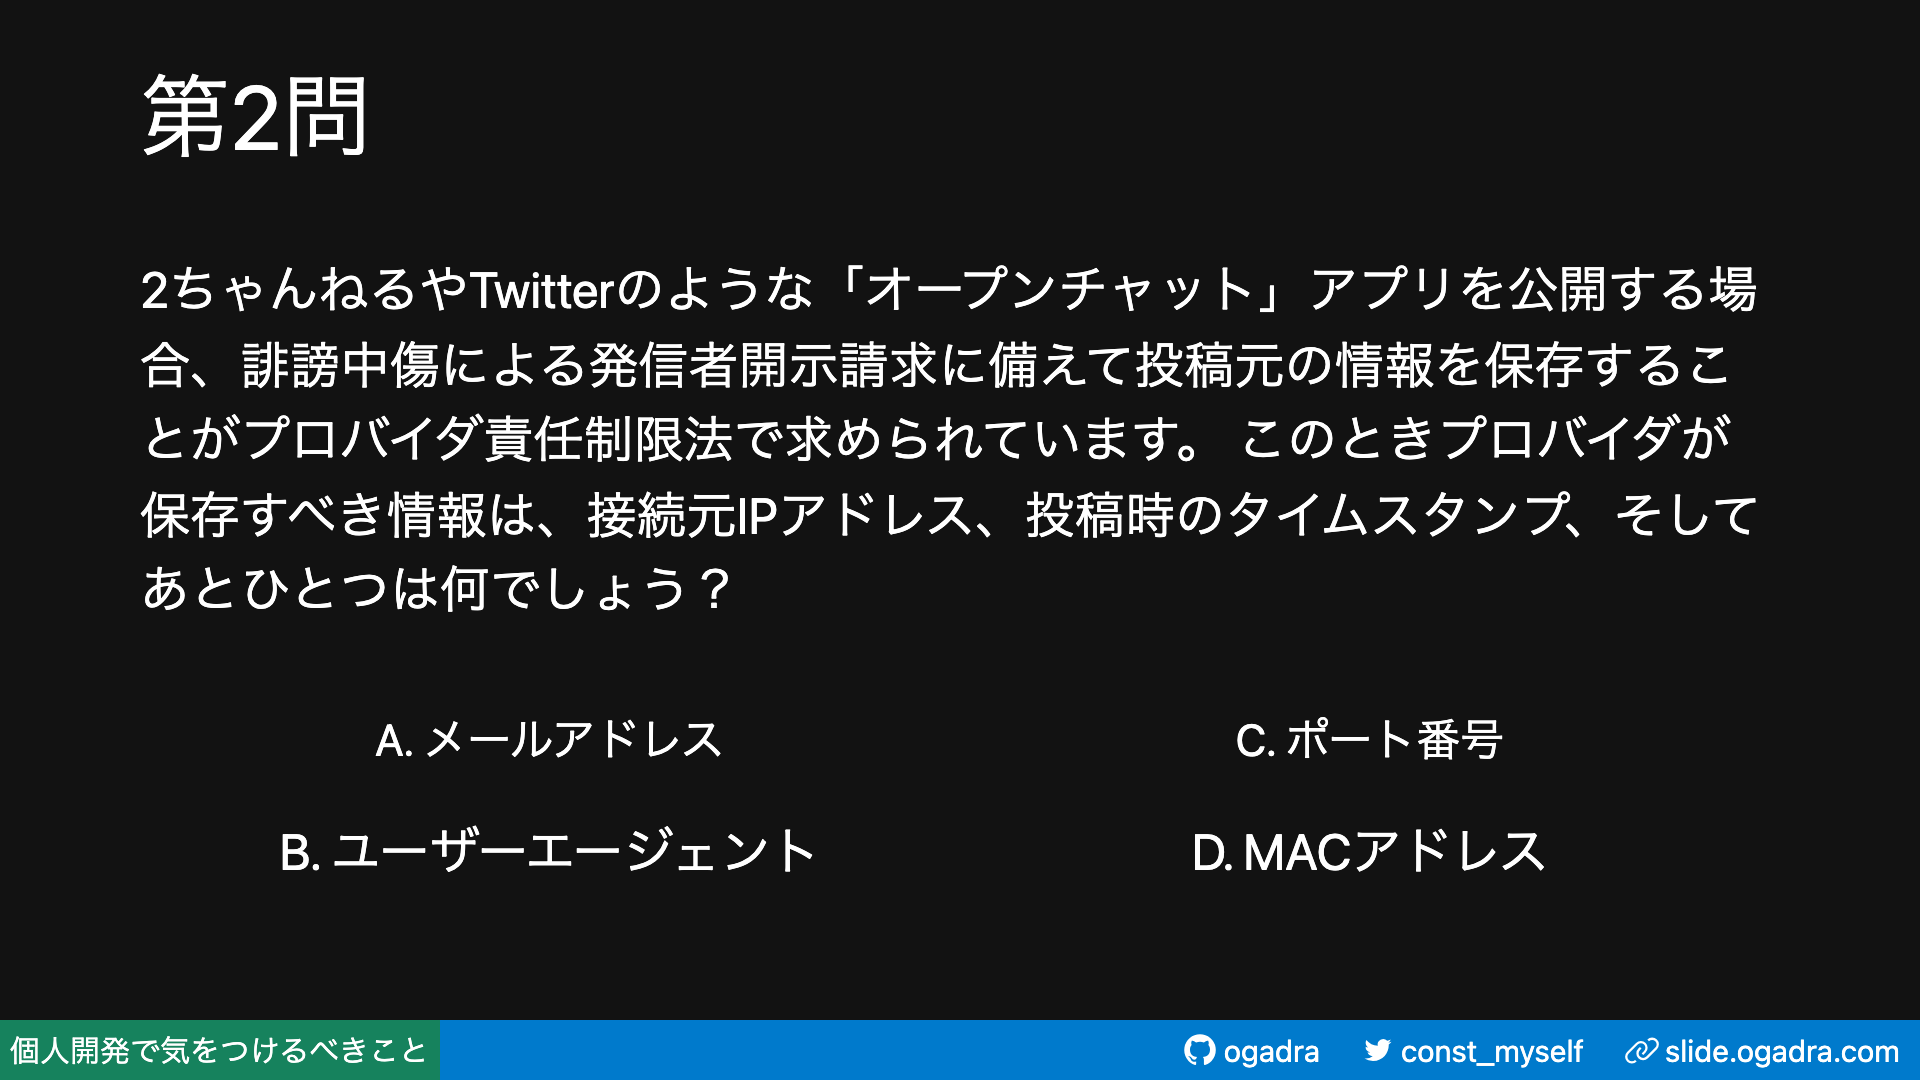 第2問
2ちゃんねるやTwitterのような「オープンチャット」アプリを公開する場
合、誹謗中傷による発信者開示請求に備えて投稿元の情報を保存するこ
とがプロバイダ責任制限法で求められています。 このときプロバイダが
保存すべき情報は、接続元IPアドレス、投稿時のタイムスタンプ、そして
あとひとつは何でしょう？
A. メールアドレス
B. ユーザーエージェント
C. ポート番号
D. MACアドレス
個人開発で気をつけるべきこと
ogadra const_myself slide.ogadra.com